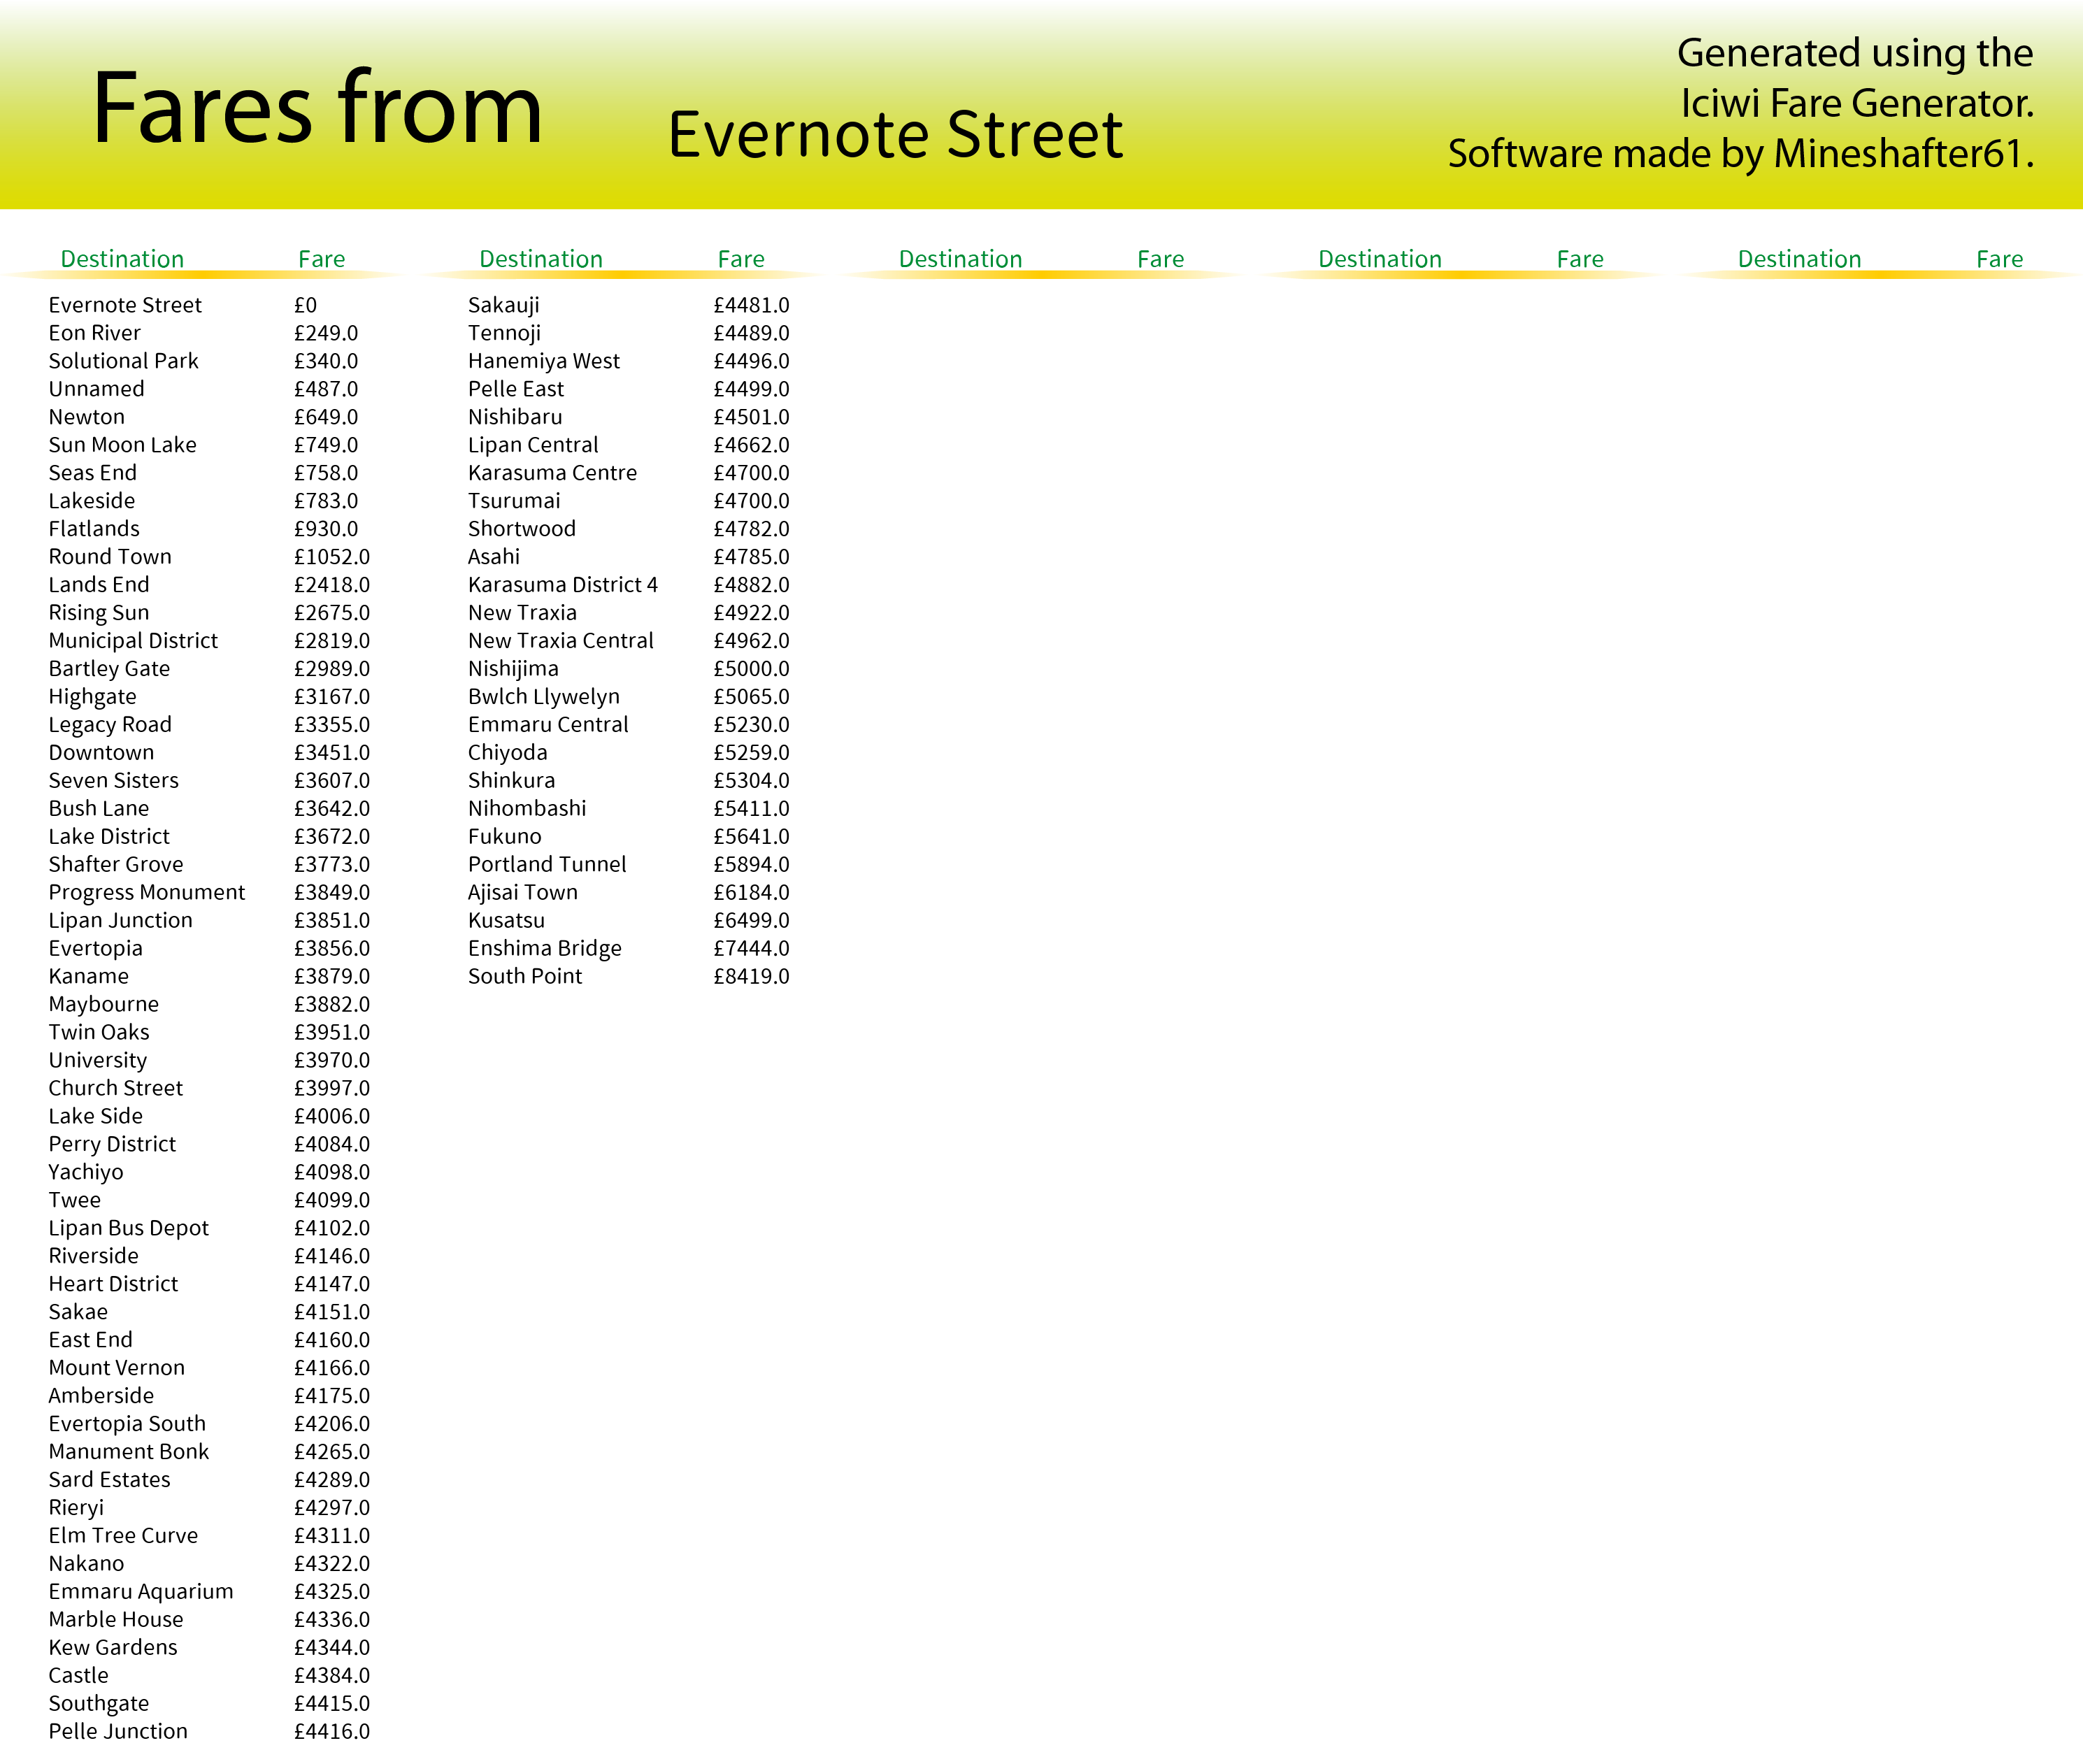 Fares from Evernote Street
Generated using the
Iciwi Fare Generator.
Software made by Mineshafter61.
Destination Fare Destination Fare Destination Fare Destination Fare Destination Fare
Evernote Street £0
Eon River £249.0
Solutional Park £340.0
Unnamed £487.0
Newton £649.0
Sun Moon Lake £749.0
Seas End £758.0
Lakeside £783.0
Flatlands £930.0
Round Town £1052.0
Lands End £2418.0
Rising Sun £2675.0
Municipal District £2819.0
Bartley Gate £2989.0
Highgate £3167.0
Legacy Road £3355.0
Downtown £3451.0
Seven Sisters £3607.0
Bush Lane £3642.0
Lake District £3672.0
Shafter Grove £3773.0
Progress Monument £3849.0
Lipan Junction £3851.0
Evertopia £3856.0
Kaname £3879.0
Maybourne £3882.0
Twin Oaks £3951.0
University £3970.0
Church Street £3997.0
Lake Side £4006.0
Perry District £4084.0
Yachiyo £4098.0
Twee £4099.0
Lipan Bus Depot £4102.0
Riverside £4146.0
Heart District £4147.0
Sakae £4151.0
East End £4160.0
Mount Vernon £4166.0
Amberside £4175.0
Evertopia South £4206.0
Manument Bonk £4265.0
Sard Estates £4289.0
Rieryi £4297.0
Elm Tree Curve £4311.0
Nakano £4322.0
Emmaru Aquarium £4325.0
Marble House £4336.0
Kew Gardens £4344.0
Castle £4384.0
Southgate £4415.0
Pelle Junction £4416.0
Sakauji £4481.0
Tennoji £4489.0
Hanemiya West £4496.0
Pelle East £4499.0
Nishibaru £4501.0
Lipan Central £4662.0
Karasuma Centre £4700.0
Tsurumai £4700.0
Shortwood £4782.0
Asahi £4785.0
Karasuma District 4 £4882.0
New Traxia £4922.0
New Traxia Central £4962.0
Nishijima £5000.0
Bwlch Llywelyn £5065.0
Emmaru Central £5230.0
Chiyoda £5259.0
Shinkura £5304.0
Nihombashi £5411.0
Fukuno £5641.0
Portland Tunnel £5894.0
Ajisai Town £6184.0
Kusatsu £6499.0
Enshima Bridge £7444.0
South Point £8419.0